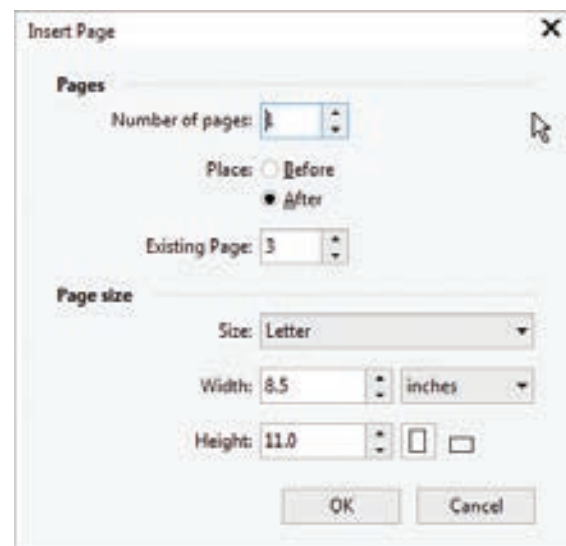 Insert Page
Pages
Number of pages: 1
Place: Before
After
Existing Page: 3
Page size
Size: Letter
Width: 8.5 inches
Height: 11.0
OK Cancel